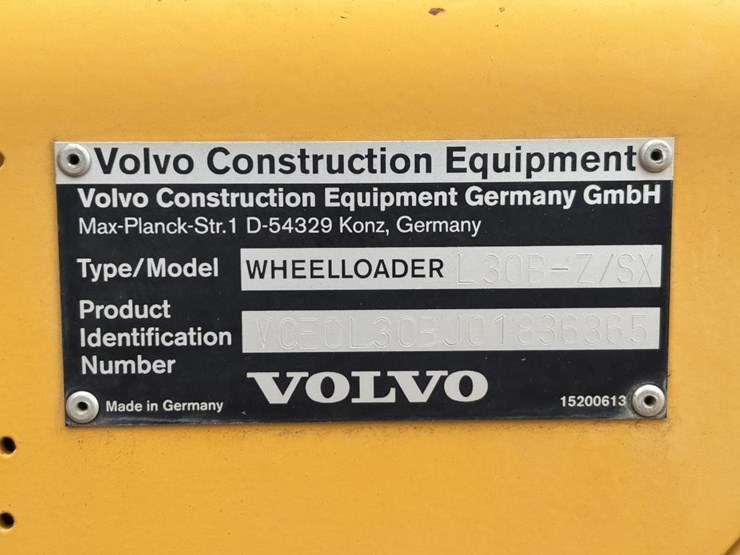 Volvo Construction Equipment
Volvo Construction Equipment Germany GmbH
Max-Planck-Str.1 D-54329 Konz, Germany
Type/Model WHEELLOADER L30B-Z/SX
Product
Identification VCE0L30BJ01836365
Number
VOLVO
Made in Germany 15200613